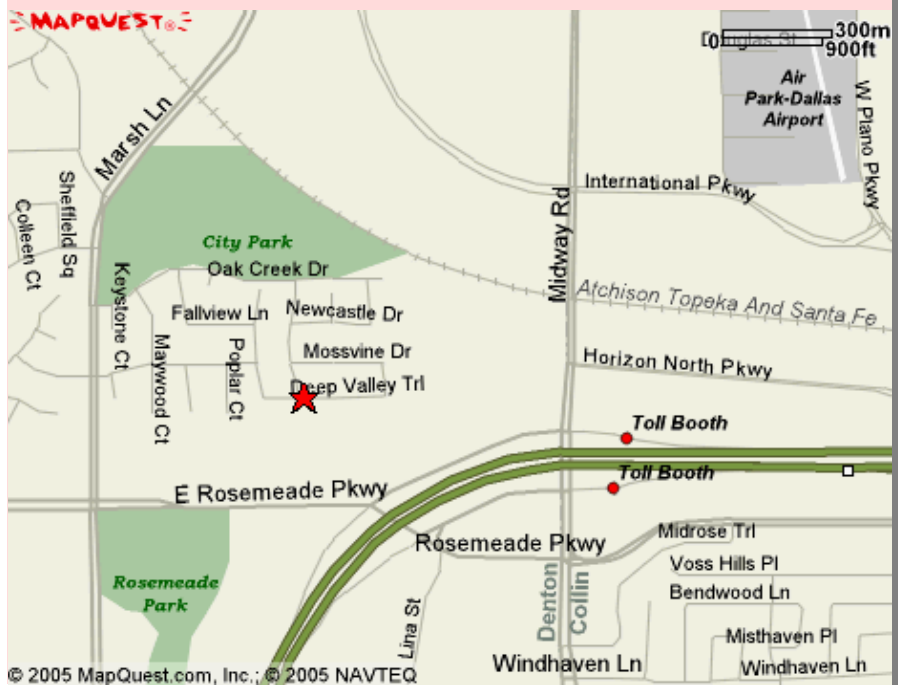 MAPQUEST®
300m
0
900ft
Douglas St
Air
Park-Dallas
Airport
W Plano Pkwy
Marsh Ln
International Pkwy
Sheffield Sq
Colleen Ct
Midway Rd
City Park
Oak Creek Dr
Keystone Ct
Atchison Topeka And Santa Fe
Fallview Ln
Newcastle Dr
Maywood Ct
Poplar Ct
Mossvine Dr
Horizon North Pkwy
Deep Valley Trl
Toll Booth
Toll Booth
E Rosemeade Pkwy
Rosemeade Pkwy
Midrose Trl
Voss Hills Pl
Rosemeade
Park
Denton
Collin
Bendwood Ln
Lina St
Misthaven Pl
Windhaven Ln
Windhaven Ln
© 2005 MapQuest.com, Inc.; © 2005 NAVTEQ